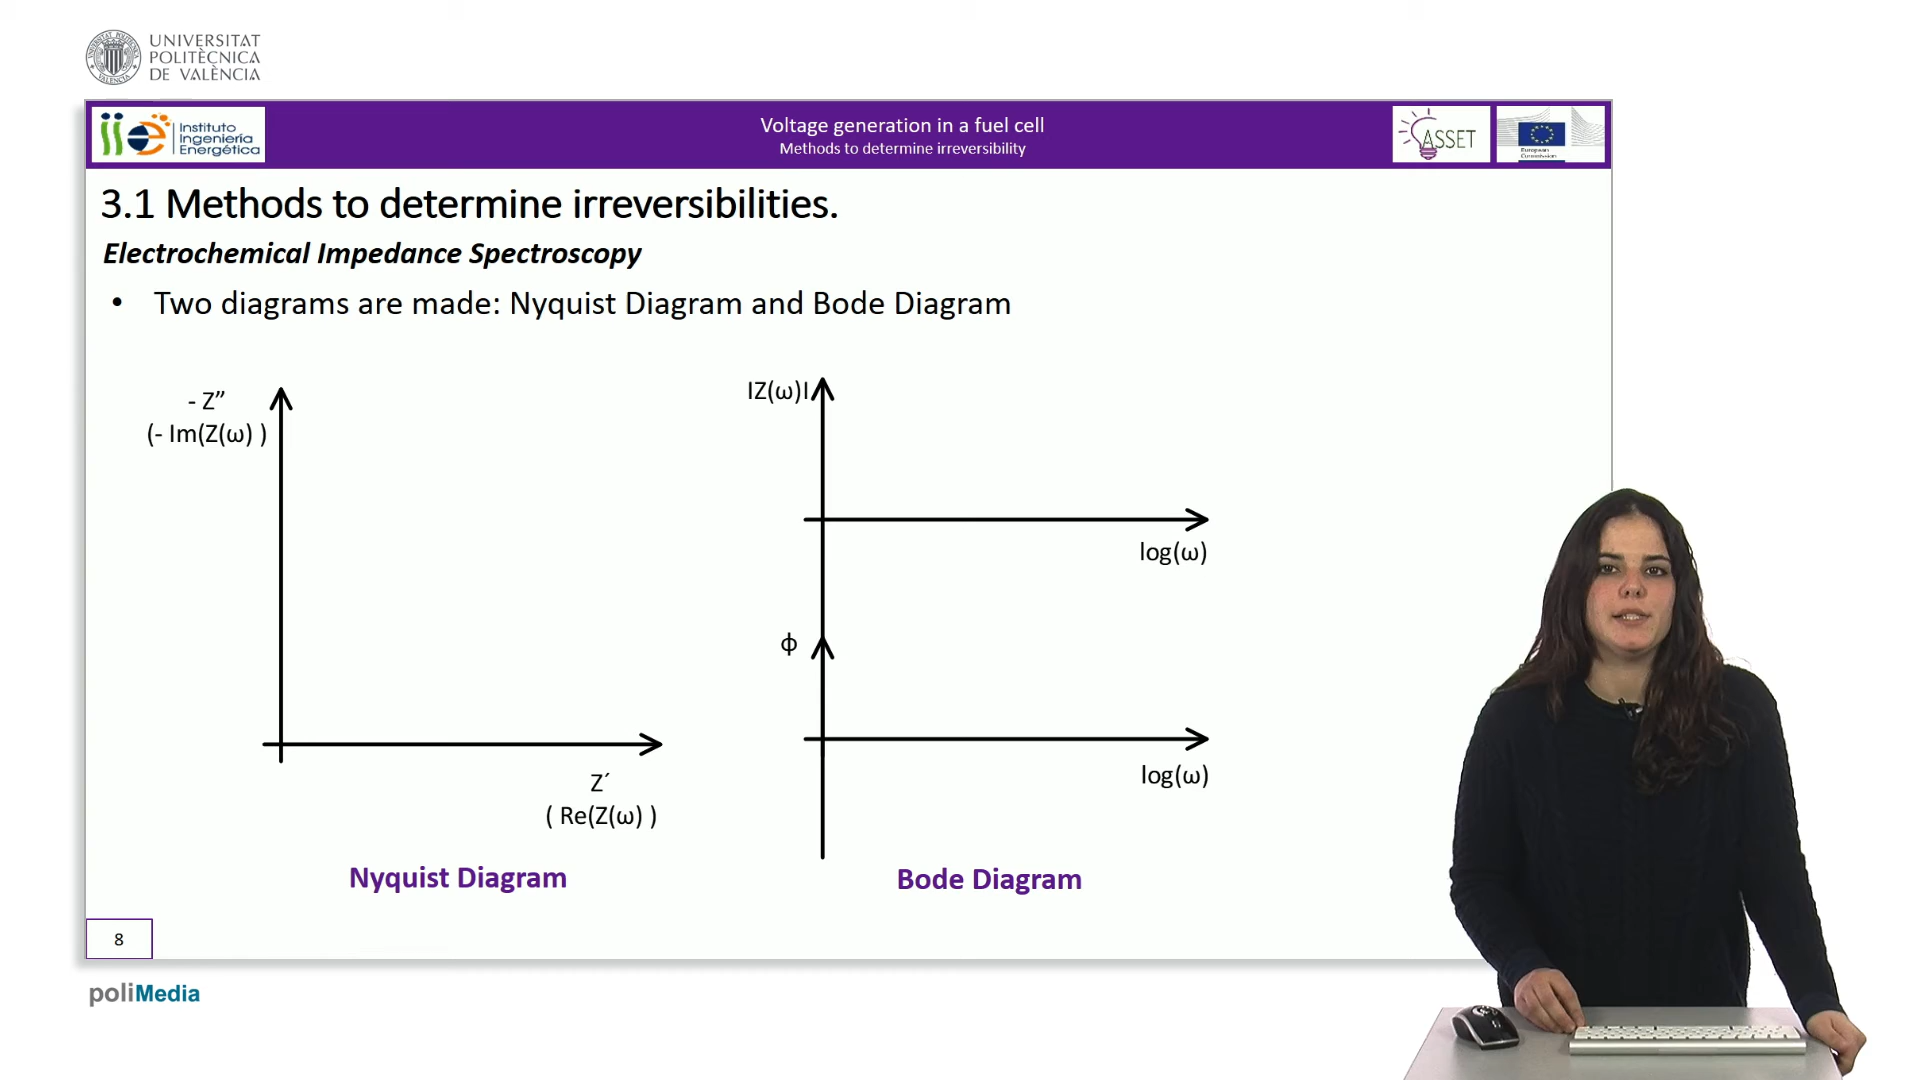 UNIVERSITAT
POLITÈCNICA
DE VALÈNCIA
Instituto
Ingeniería
Energética
Voltage generation in a fuel cell
Methods to determine irreversibility
ASSET
European
Commission
3.1 Methods to determine irreversibilities.
Electrochemical Impedance Spectroscopy
• Two diagrams are made: Nyquist Diagram and Bode Diagram
- Z”
(- Im(Z(ω) )
Z´
( Re(Z(ω) )
Nyquist Diagram
IZ(ω)I
log(ω)
ϕ
log(ω)
Bode Diagram
8
poliMedia